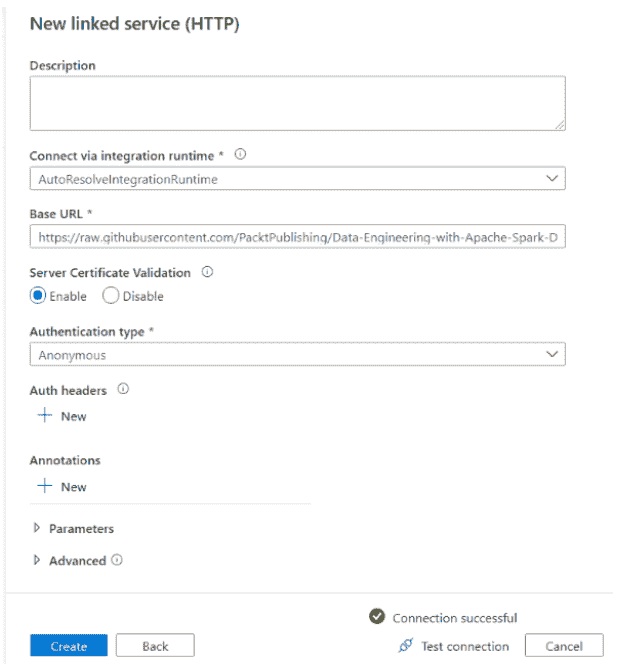 New linked service (HTTP)
Description
Connect via integration runtime *
AutoResolveIntegrationRuntime
Base URL *
https://raw.githubusercontent.com/PacktPublishing/Data-Engineering-with-Apache-Spark-D
Server Certificate Validation
Enable Disable
Authentication type *
Anonymous
Auth headers
+ New
Annotations
+ New
Parameters
Advanced
Connection successful
Create Back Test connection Cancel